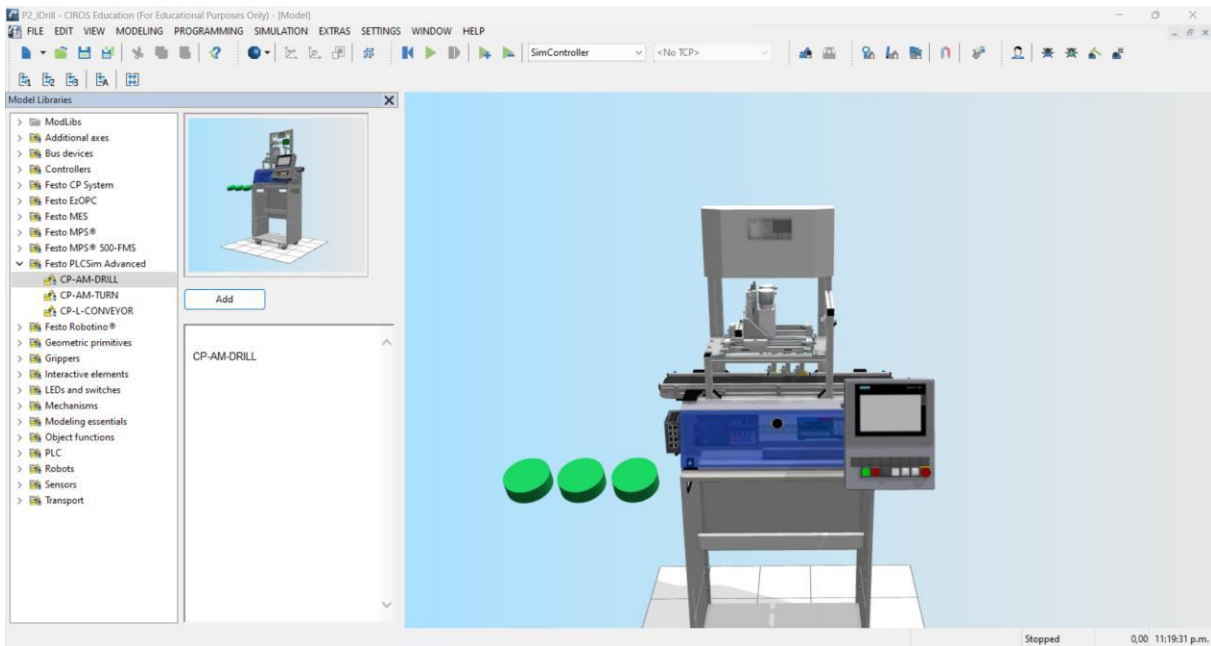 P2_iDrill - CIROS Education (For Educational Purposes Only) - [Model]
FILE EDIT VIEW MODELING PROGRAMMING SIMULATION EXTRAS SETTINGS WINDOW HELP
SimController <No TCP>
Model Libraries
ModLibs
Additional axes
Bus devices
Controllers
Festo CP System
Festo EzOPC
Festo MES
Festo MPS®
Festo MPS® 500-FMS
Festo PLCSim Advanced
CP-AM-DRILL
CP-AM-TURN
CP-L-CONVEYOR
Festo Robotino®
Geometric primitives
Grippers
Interactive elements
LEDs and switches
Mechanisms
Modeling essentials
Object functions
PLC
Robots
Sensors
Transport
Add
CP-AM-DRILL
Stopped 0,00 11:19:31 p.m.